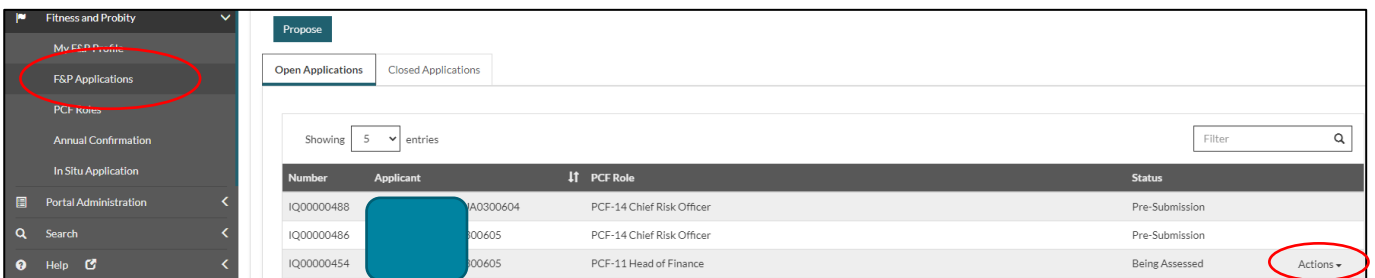 Fitness and Probity
My F&P Profile
F&P Applications
PCF Roles
Annual Confirmation
In Situ Application
Portal Administration
Search
Help
Propose
Open Applications Closed Applications
Showing 5 entries Filter
Number Applicant PCF Role Status
IQ00000488 IA0300604 PCF-14 Chief Risk Officer Pre-Submission
IQ00000486 300605 PCF-14 Chief Risk Officer Pre-Submission
IQ00000454 300605 PCF-11 Head of Finance Being Assessed Actions